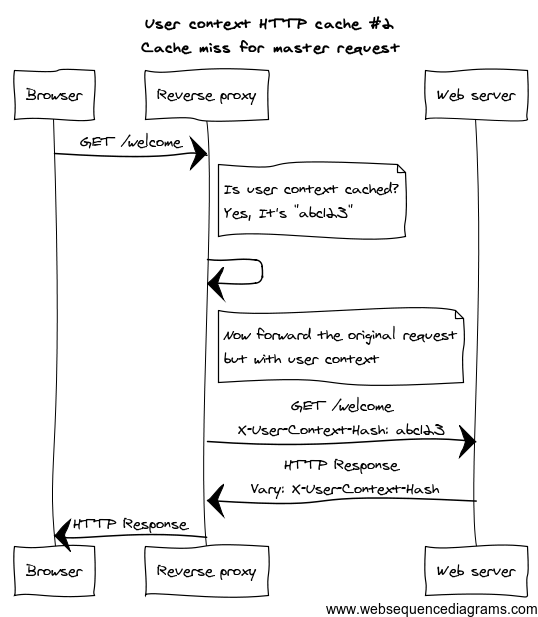 User context HTTP cache #2
Cache miss for master request
Browser
Reverse proxy
Web server
GET /welcome
Is user context cached?
Yes, It's "abc123"
Now forward the original request
but with user context
GET /welcome
X-User-Context-Hash: abc123
HTTP Response
Vary: X-User-Context-Hash
HTTP Response
Browser
Reverse proxy
Web server
www.websequencediagrams.com